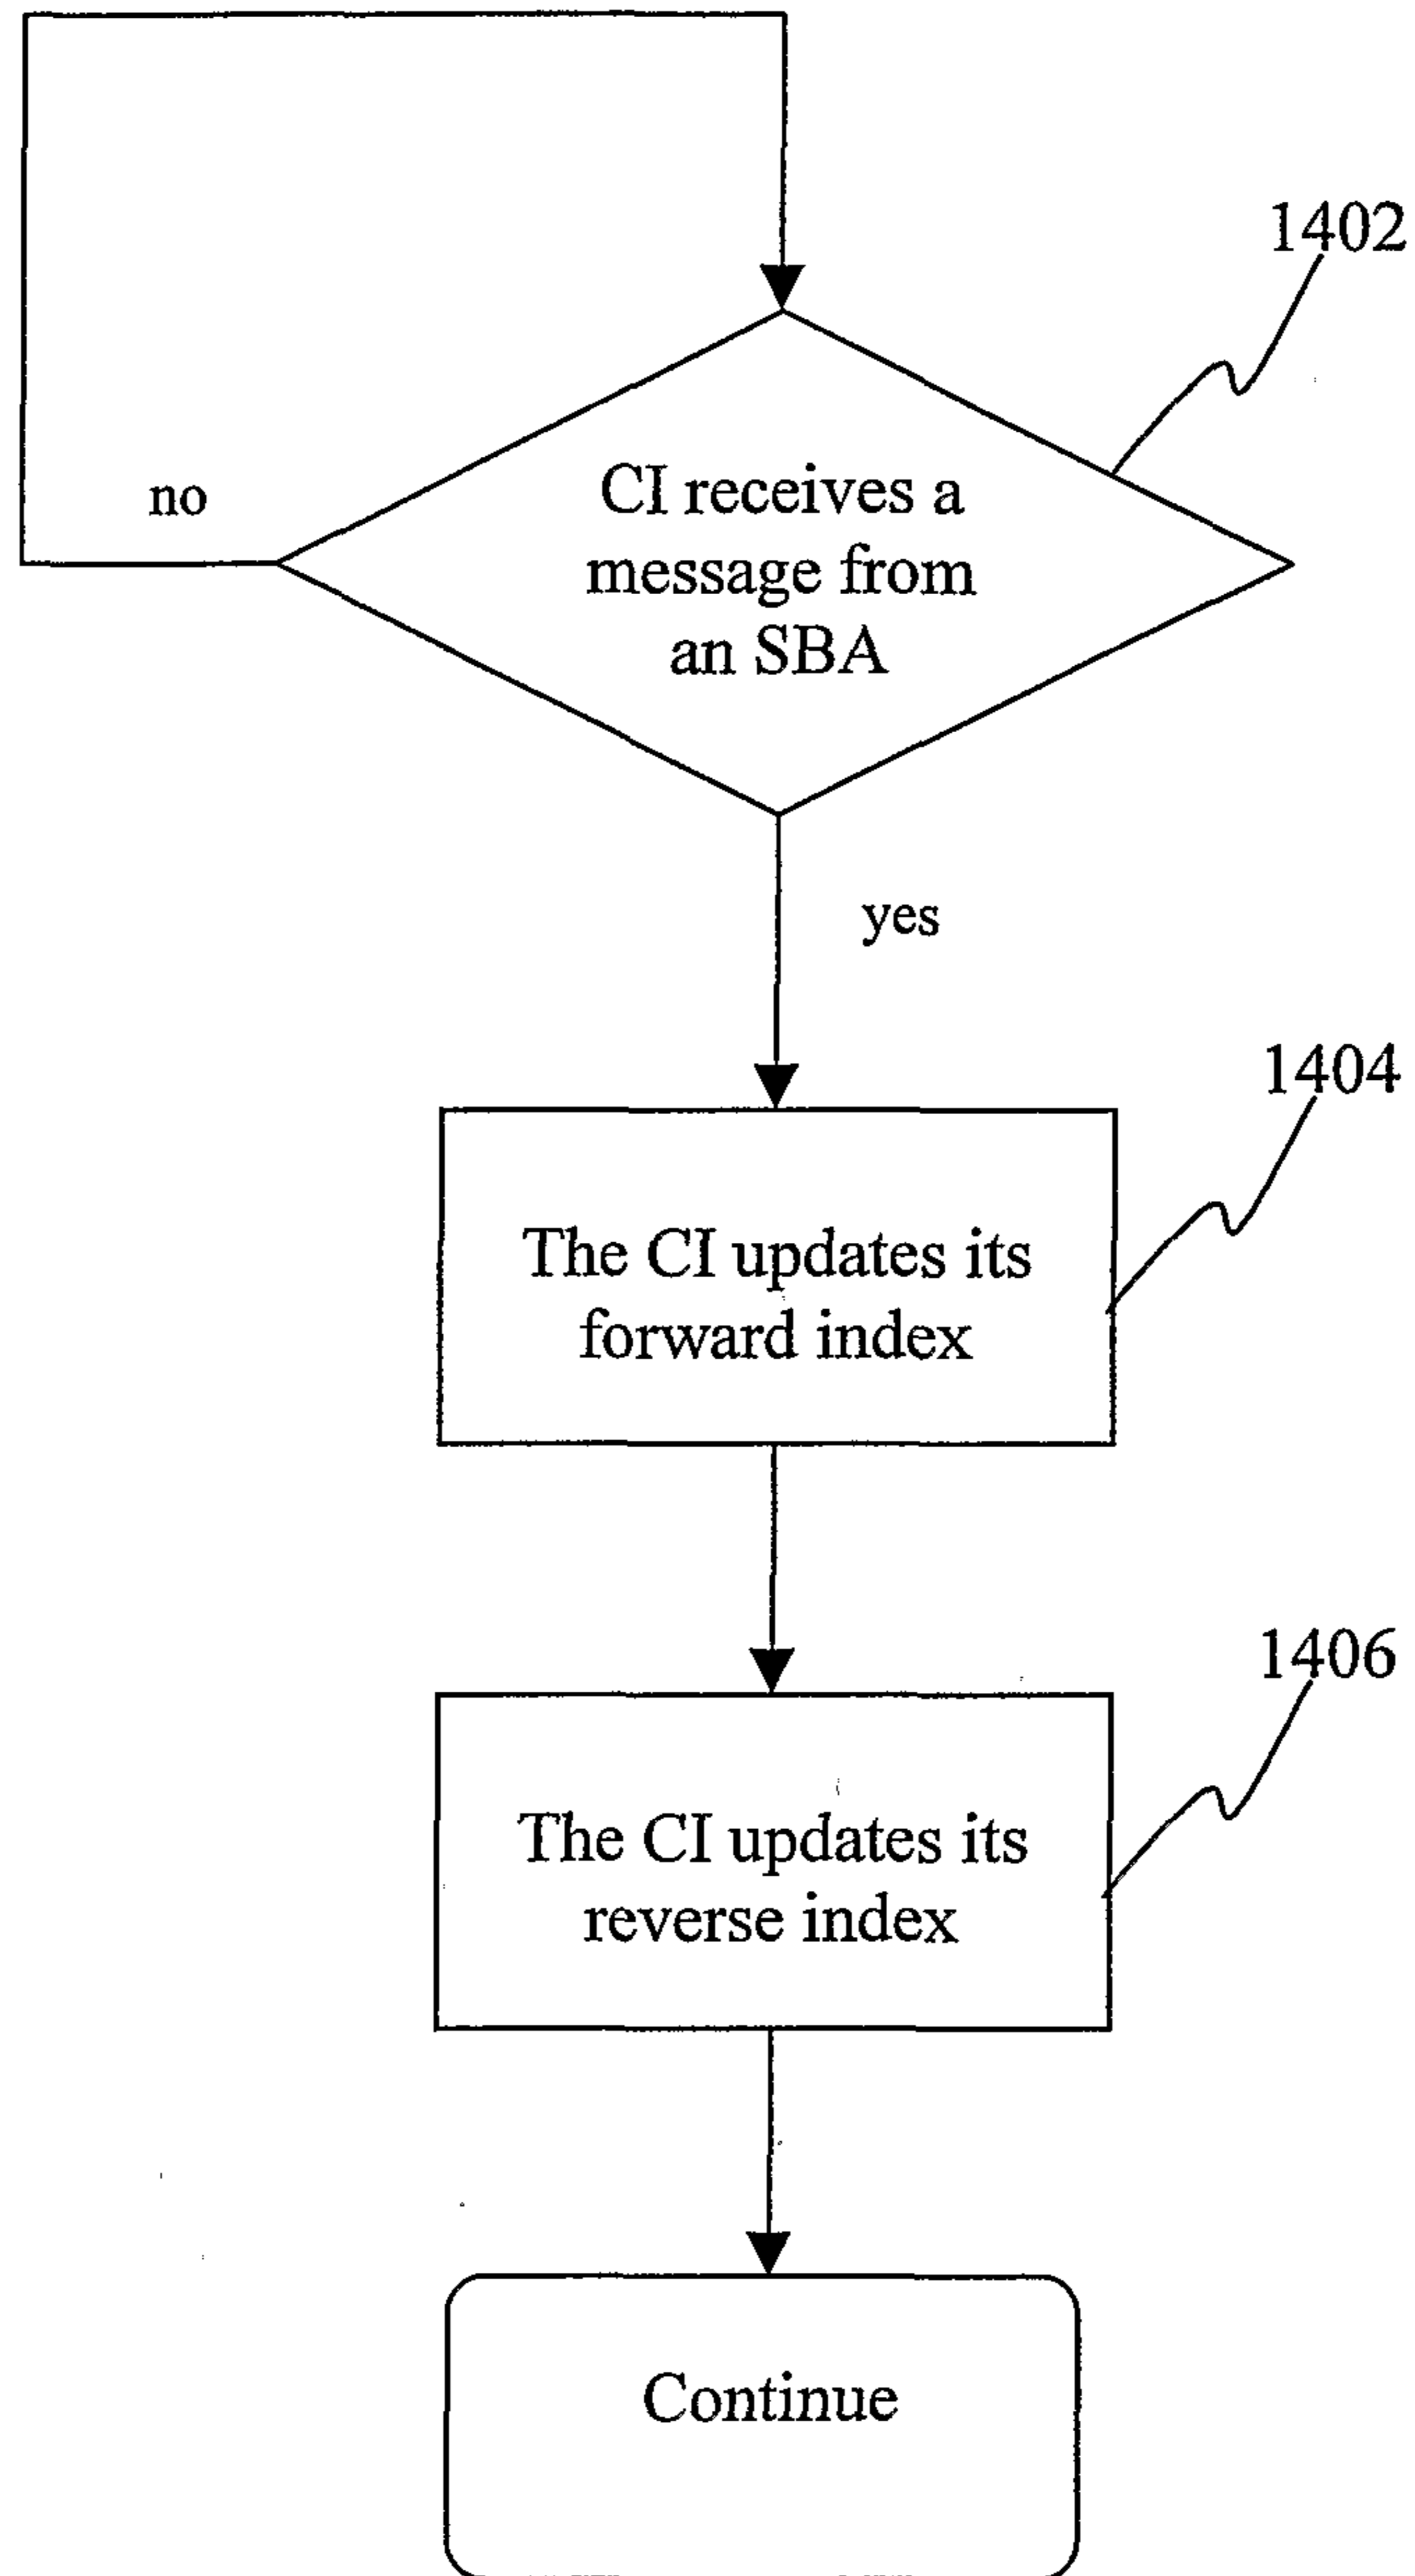 1402
CI receives a
message from
an SBA
no
yes
1404
The CI updates its
forward index
1406
The CI updates its
reverse index
Continue